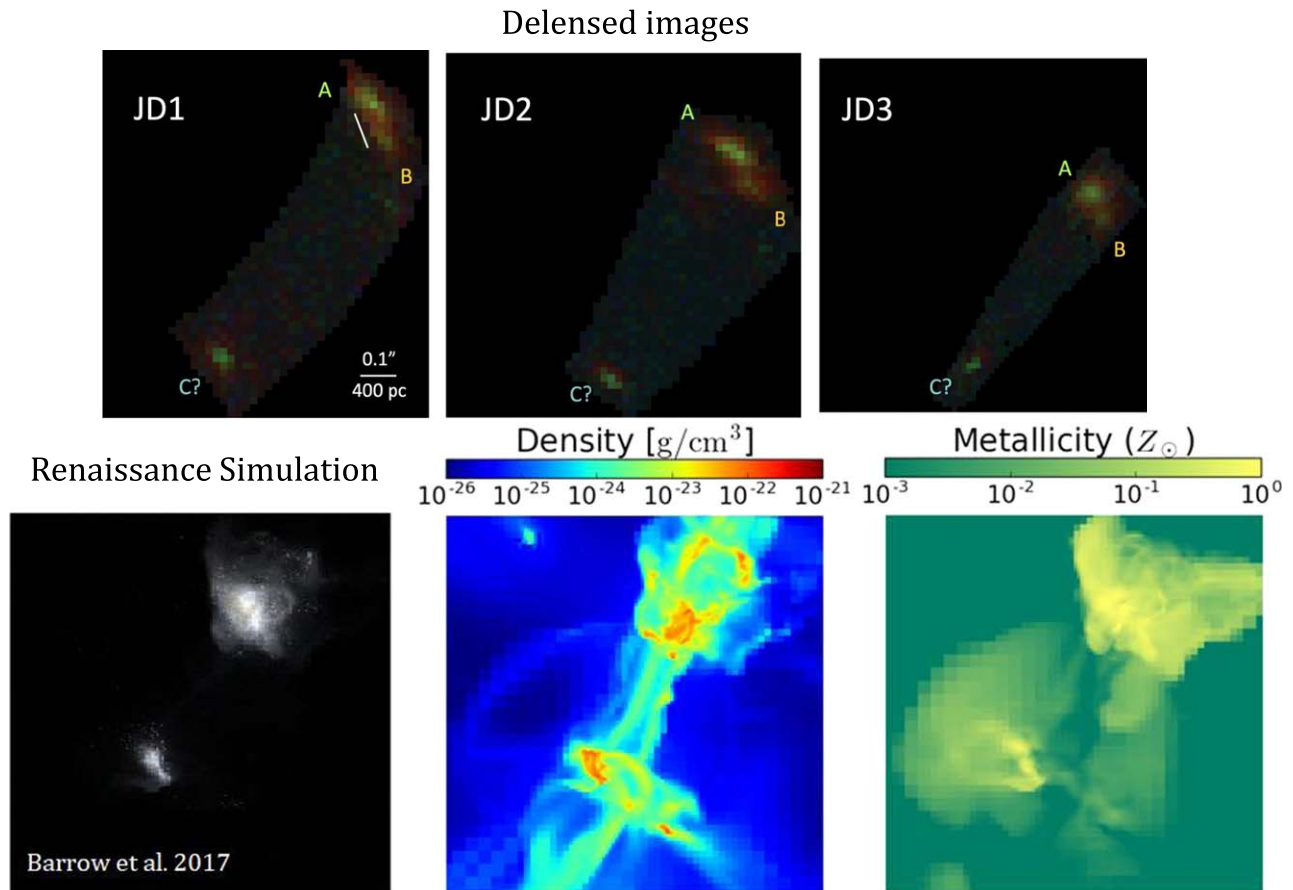 Delensed images
JD1
A
B
C?
0.1"
400 pc
JD2
A
B
C?
JD3
A
B
C?
Renaissance Simulation
Density [g/cm³]
10⁻²⁶ 10⁻²⁵ 10⁻²⁴ 10⁻²³ 10⁻²² 10⁻²¹
Metallicity (Z☉)
10⁻³ 10⁻² 10⁻¹ 10⁰
Barrow et al. 2017